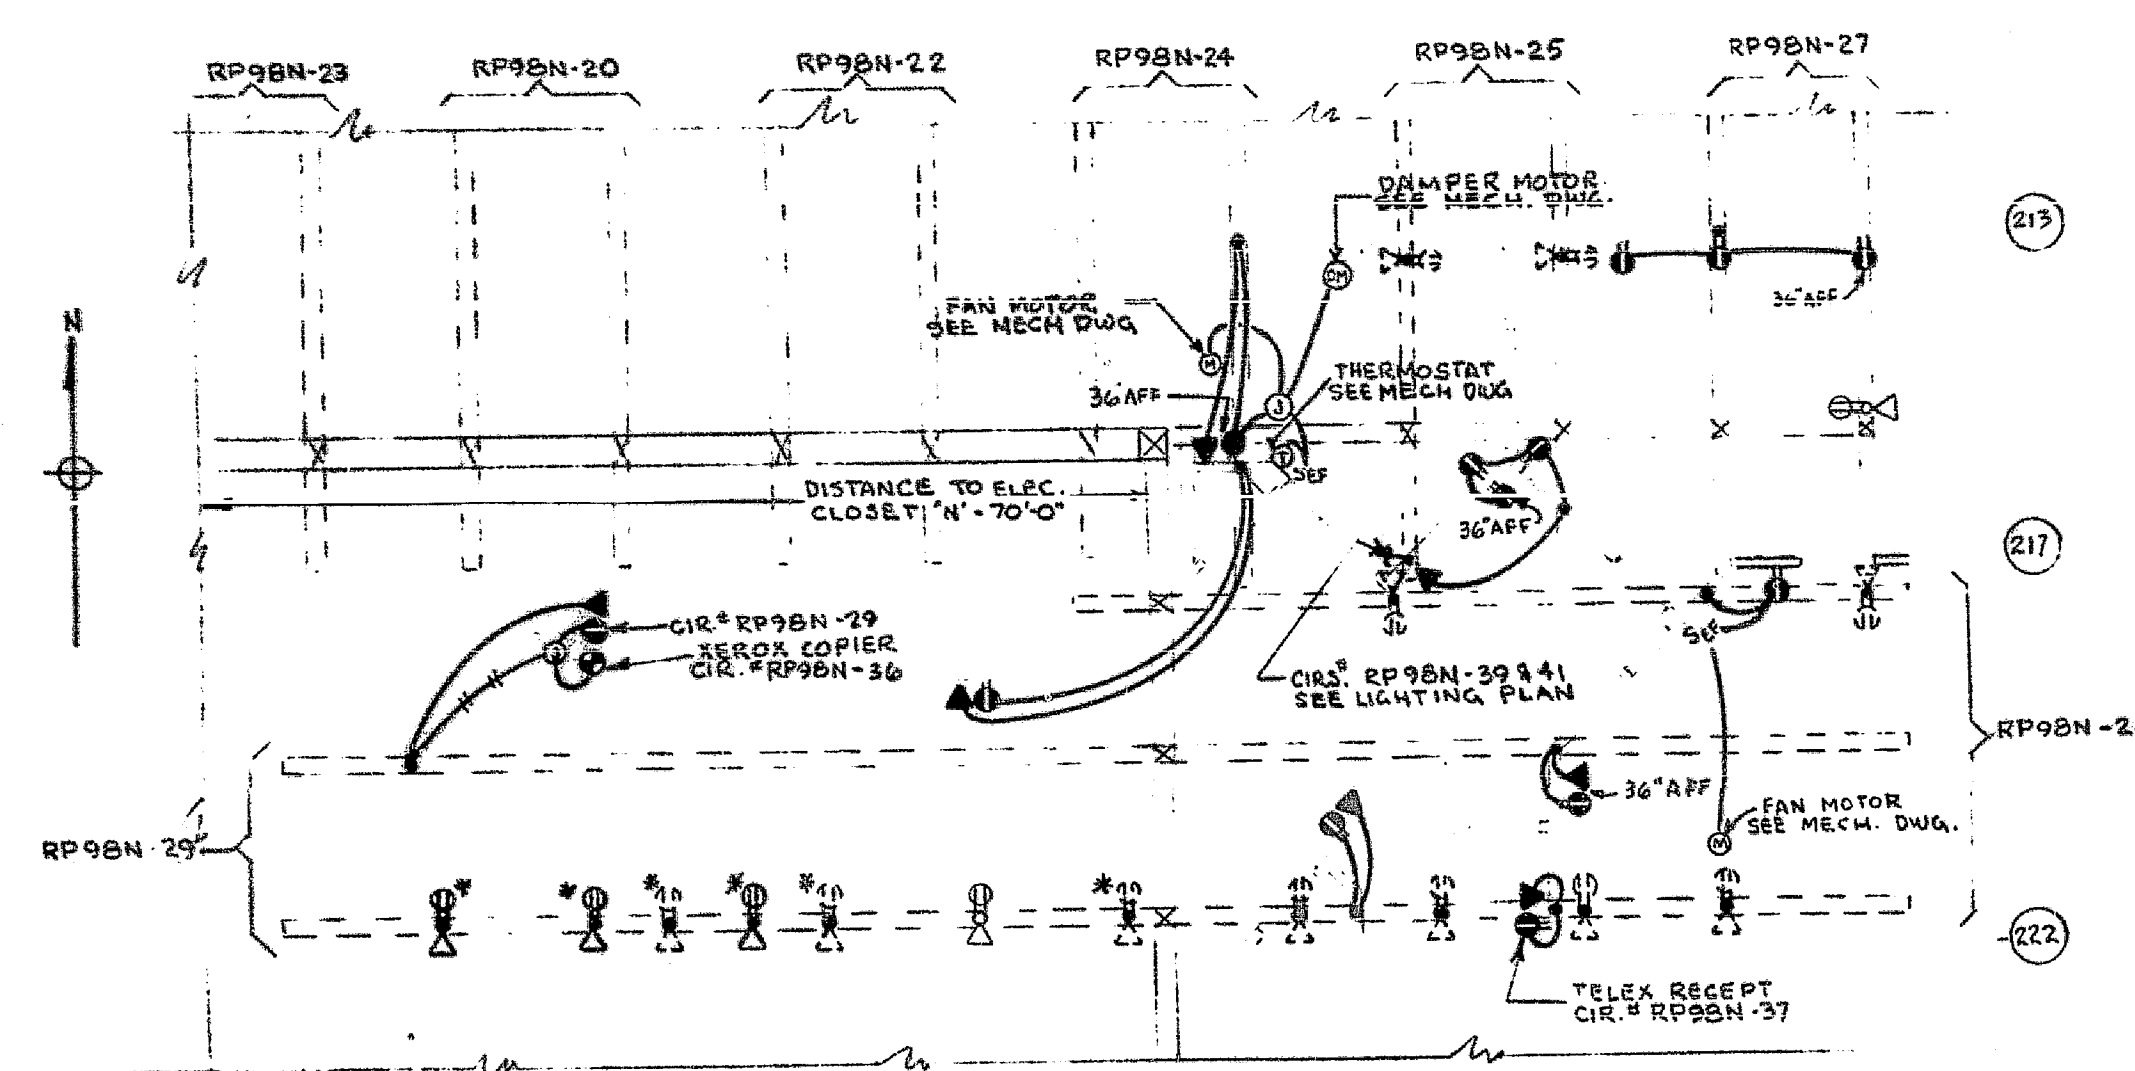 RP98N-23
RP98N-20
RP98N-22
RP98N-24
RP98N-25
RP98N-27
DAMPER MOTOR
SEE MECH. DWG.
213
DM
36"AFF
N
FAN MOTOR
SEE MECH DWG
M
THERMOSTAT
SEE MECH DWG
36"AFF
J
T
SEF
DISTANCE TO ELEC.
CLOSET "N" - 70'-0"
36"AFF
217
CIR.# RP98N-29
XEROX COPIER
CIR.# RP98N-36
J
SEF
CIRS.# RP98N-39 & 41
SEE LIGHTING PLAN
RP98N-2
36"AFF
FAN MOTOR
SEE MECH. DWG.
RP98N-29
* * * * * *
222
TELEX RECEPT
CIR.# RP98N-37